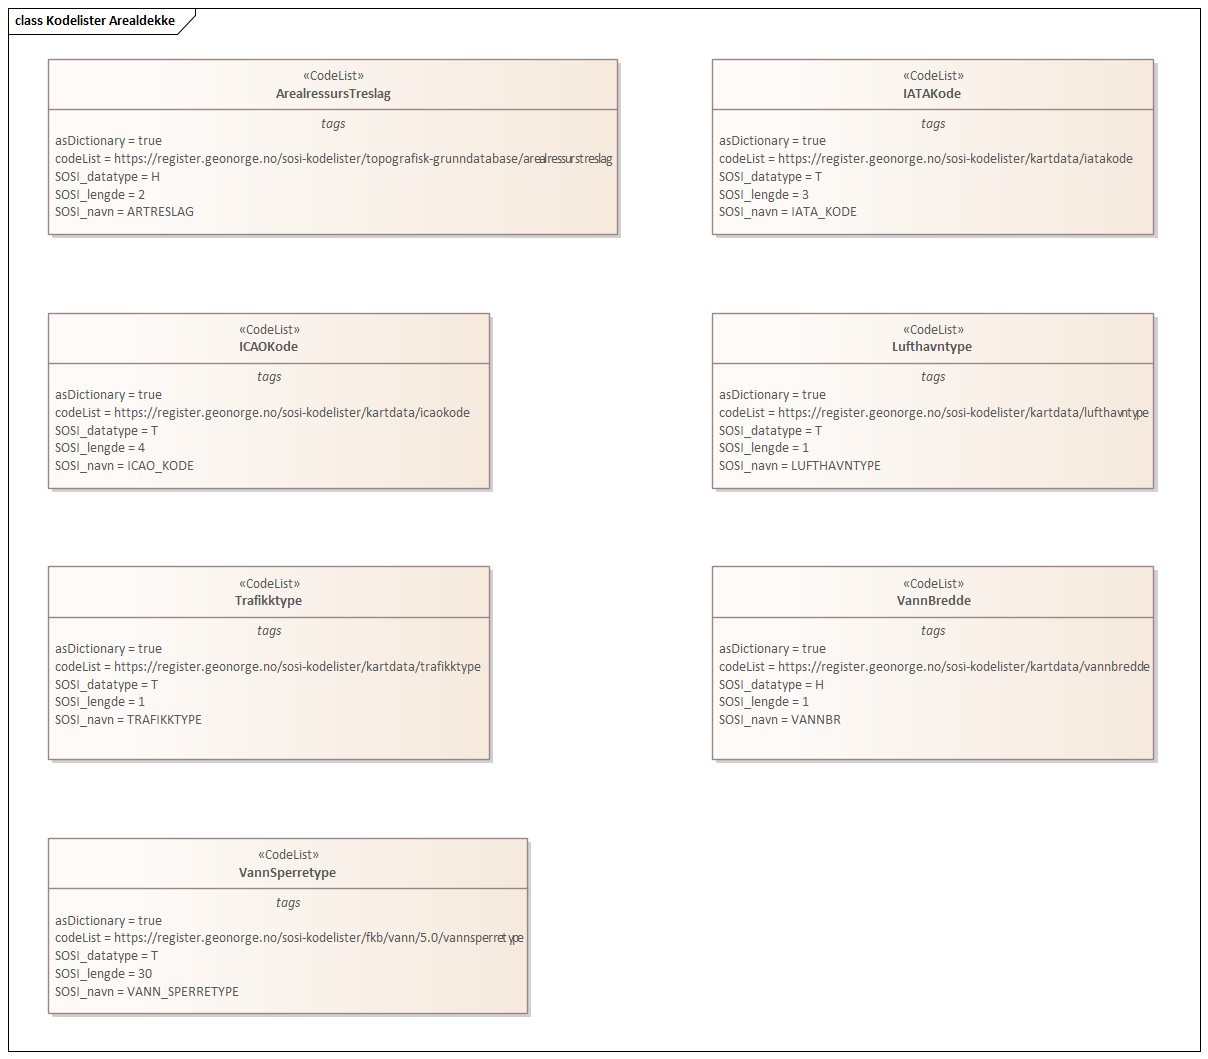 class Kodelister Arealdekke
«CodeList»
ArealressursTreslag
tags
asDictionary = true
codeList = https://register.geonorge.no/sosi-kodelister/topografisk-grunndatabase/arealressurstreslag
SOSI_datatype = H
SOSI_lengde = 2
SOSI_navn = ARTRESLAG
«CodeList»
IATAKode
tags
asDictionary = true
codeList = https://register.geonorge.no/sosi-kodelister/kartdata/iatakode
SOSI_datatype = T
SOSI_lengde = 3
SOSI_navn = IATA_KODE
«CodeList»
ICAOKode
tags
asDictionary = true
codeList = https://register.geonorge.no/sosi-kodelister/kartdata/icaokode
SOSI_datatype = T
SOSI_lengde = 4
SOSI_navn = ICAO_KODE
«CodeList»
Lufthavntype
tags
asDictionary = true
codeList = https://register.geonorge.no/sosi-kodelister/kartdata/lufthavntype
SOSI_datatype = T
SOSI_lengde = 1
SOSI_navn = LUFTHAVNTYPE
«CodeList»
Trafikktype
tags
asDictionary = true
codeList = https://register.geonorge.no/sosi-kodelister/kartdata/trafikktype
SOSI_datatype = T
SOSI_lengde = 1
SOSI_navn = TRAFIKKTYPE
«CodeList»
VannBredde
tags
asDictionary = true
codeList = https://register.geonorge.no/sosi-kodelister/kartdata/vannbredde
SOSI_datatype = H
SOSI_lengde = 1
SOSI_navn = VANNBR
«CodeList»
VannSperretype
tags
asDictionary = true
codeList = https://register.geonorge.no/sosi-kodelister/fkb/vann/5.0/vannsperretype
SOSI_datatype = T
SOSI_lengde = 30
SOSI_navn = VANN_SPERRETYPE